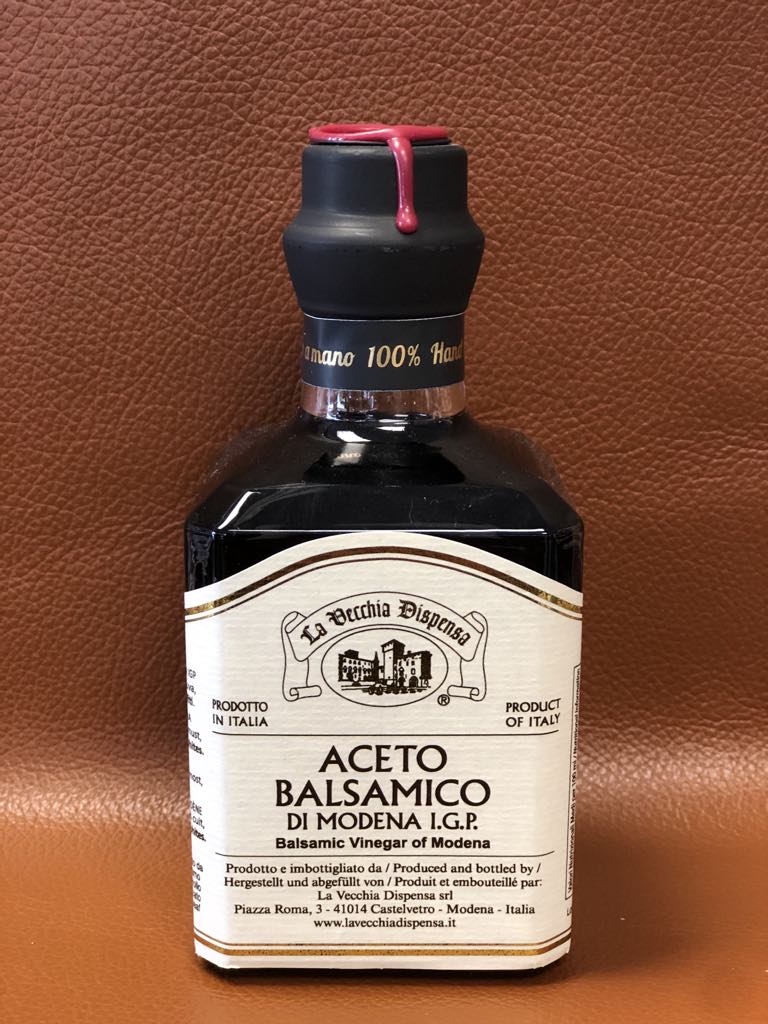 amano 100% Hand
La Vecchia Dispensa
®
PRODOTTO
IN ITALIA
PRODUCT
OF ITALY
ACETO
BALSAMICO
DI MODENA I.G.P.
Balsamic Vinegar of Modena
Prodotto e imbottigliato da / Produced and bottled by /
Hergestellt und abgefüllt von / Produit et embouteillé par:
La Vecchia Dispensa srl
Piazza Roma, 3 - 41014 Castelvetro - Modena - Italia
www.lavecchiadispensa.it